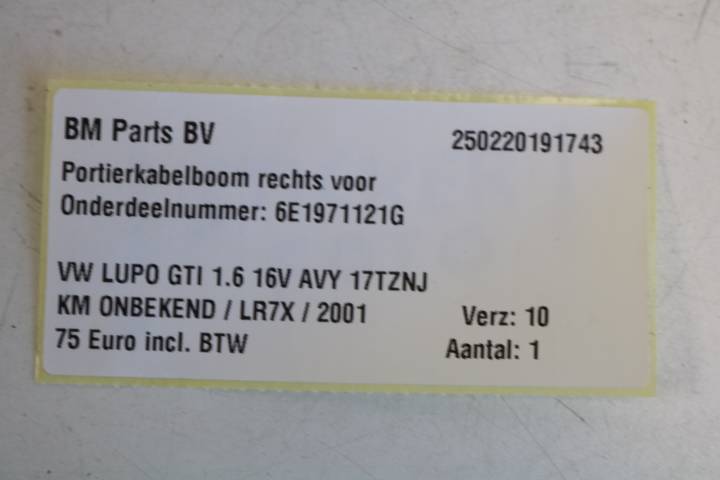 BM Parts BV 250220191743
Portierkabelboom rechts voor
Onderdeelnummer: 6E1971121G
VW LUPO GTI 1.6 16V AVY 17TZNJ
KM ONBEKEND / LR7X / 2001 Verz: 10
75 Euro incl. BTW Aantal: 1